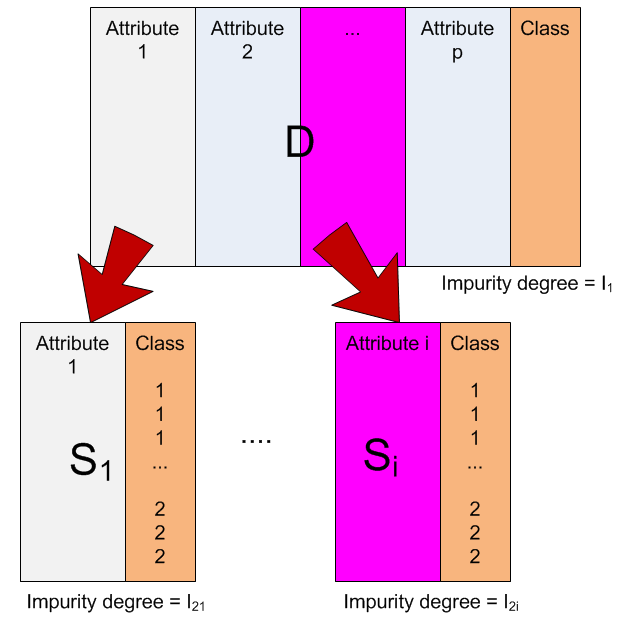 Attribute 1
Attribute 2
...
Attribute p
Class
D
Impurity degree = I1
Attribute 1
Class
1
1
1
...
2
2
2
S1
....
Attribute i
Class
1
1
1
...
2
2
2
Si
Impurity degree = I21
Impurity degree = I2i